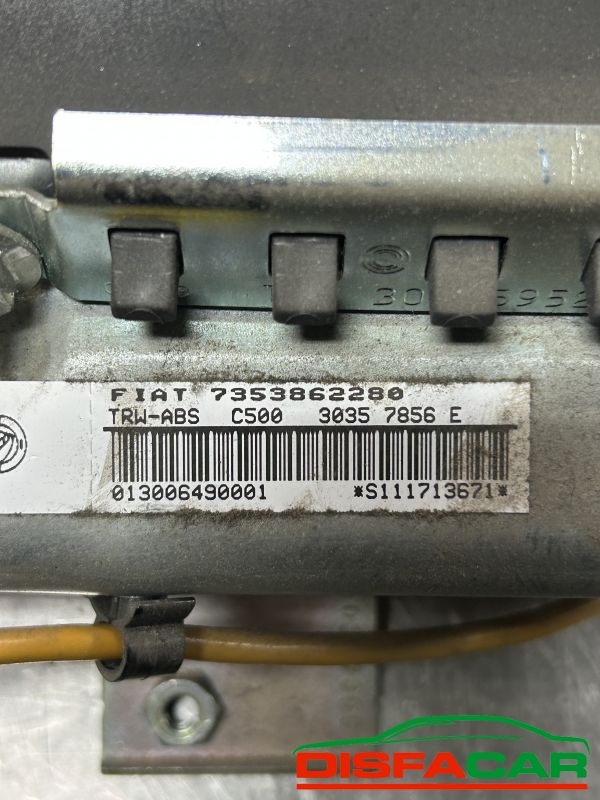 FIAT 7353862280
TRW-ABS C500 3035 7856 E
013006490001 *S111713671*
DISFACAR